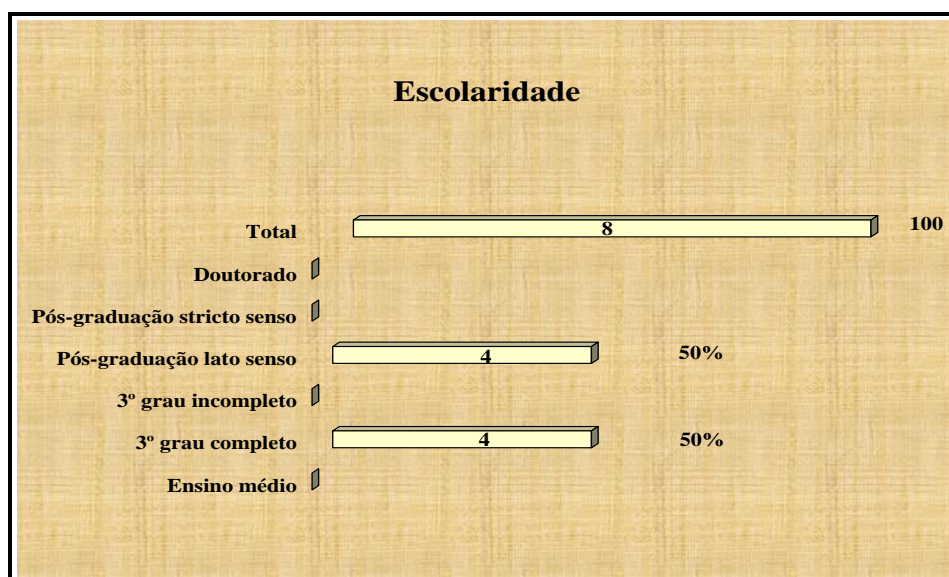 Escolaridade
Total 8 100
Doutorado
Pós-graduação stricto senso
Pós-graduação lato senso 4 50%
3º grau incompleto
3º grau completo 4 50%
Ensino médio